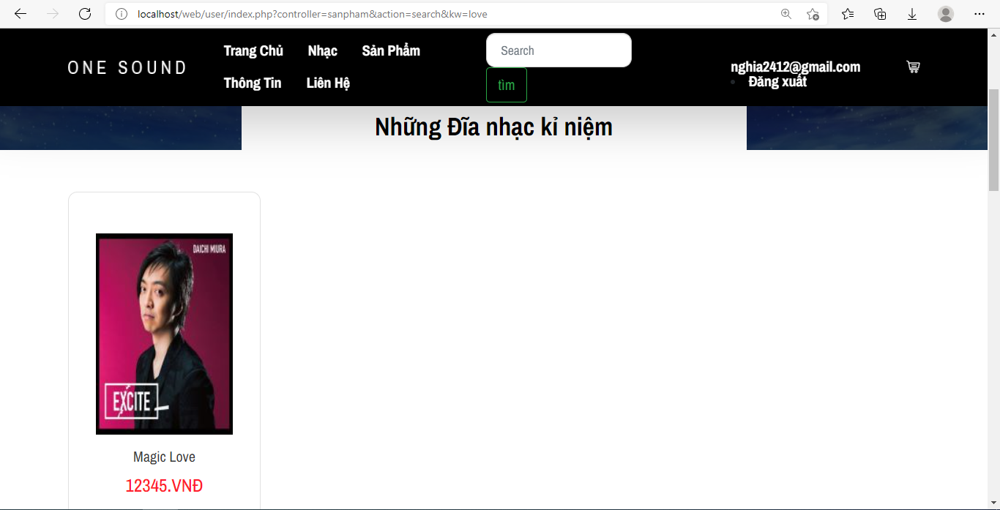 localhost/web/user/index.php?controller=sanpham&action=search&kw=love
ONE SOUND
Trang Chủ Nhạc Sản Phẩm
Thông Tin Liên Hệ
Search
tìm
nghia2412@gmail.com
Đăng xuất
Những Đĩa nhạc kỉ niệm
DAICHI MIURA
EXCITE
Magic Love
12345.VNĐ